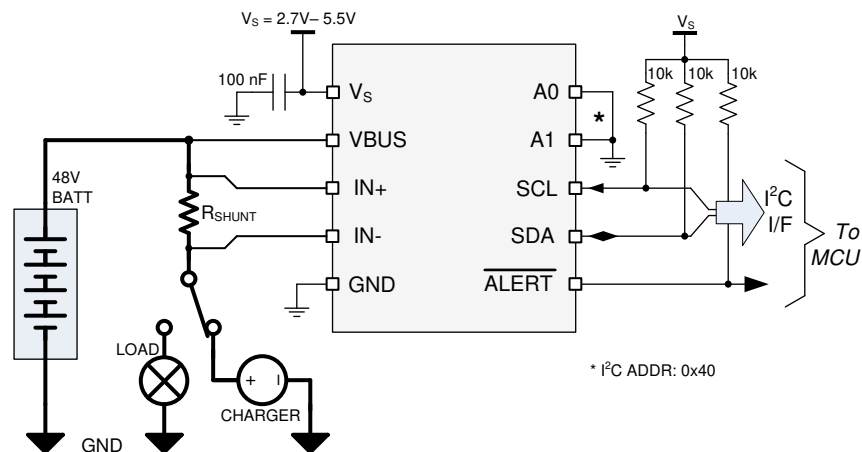 V_S = 2.7V– 5.5V
V_S
100 nF
10k 10k 10k
V_S
A0
*
VBUS
A1
48V
BATT
IN+
SCL
I²C
I/F
R_SHUNT
To
MCU
IN-
SDA
GND
ALERT
LOAD
* I²C ADDR: 0x40
+ I
CHARGER
GND